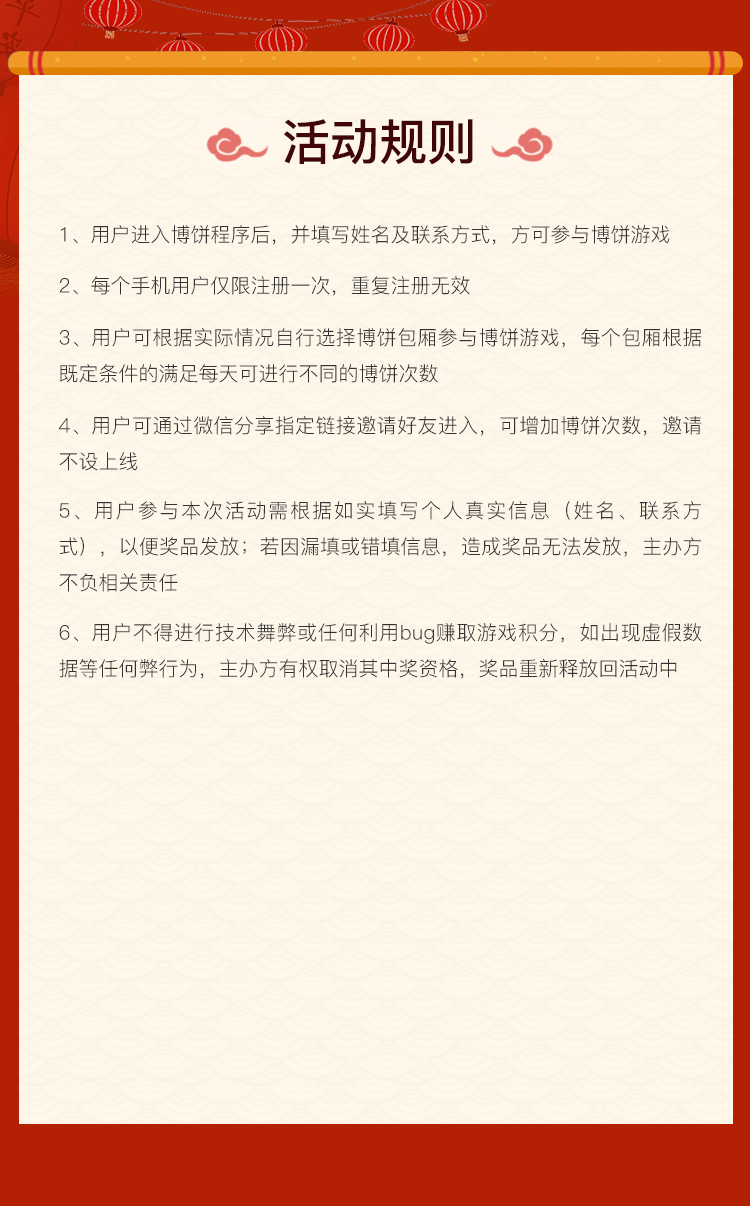 活动规则
1、用户进入博饼程序后，并填写姓名及联系方式，方可参与博饼游戏
2、每个手机用户仅限注册一次，重复注册无效
3、用户可根据实际情况自行选择博饼包厢参与博饼游戏，每个包厢根据
既定条件的满足每天可进行不同的博饼次数
4、用户可通过微信分享指定链接邀请好友进入，可增加博饼次数，邀请
不设上线
5、用户参与本次活动需根据如实填写个人真实信息（姓名、联系方
式），以便奖品发放；若因漏填或错填信息，造成奖品无法发放，主办方
不负相关责任
6、用户不得进行技术舞弊或任何利用bug赚取游戏积分，如出现虚假数
据等任何弊行为，主办方有权取消其中奖资格，奖品重新释放回活动中